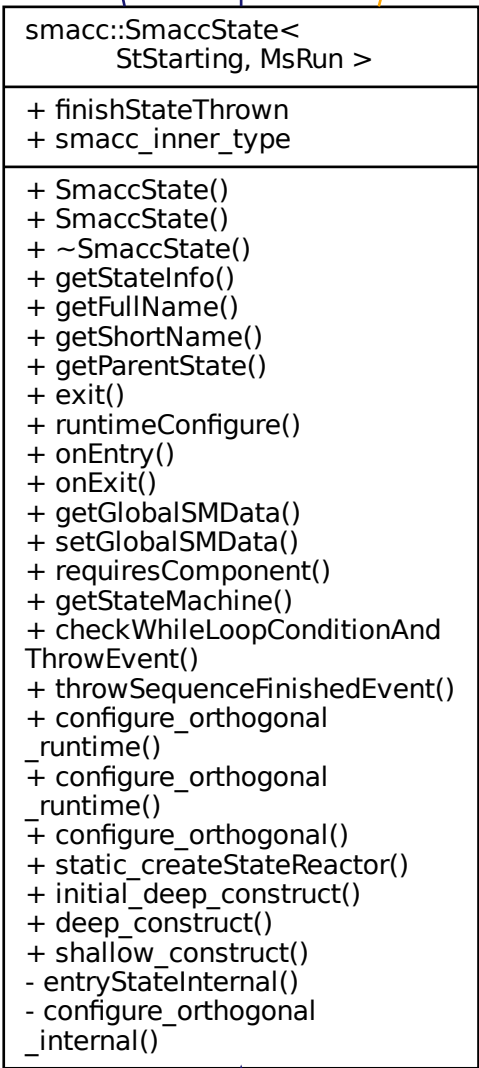 smacc::SmaccState<
StStarting, MsRun >
+ finishStateThrown
+ smacc_inner_type
+ SmaccState()
+ SmaccState()
+ ~SmaccState()
+ getStateInfo()
+ getFullName()
+ getShortName()
+ getParentState()
+ exit()
+ runtimeConfigure()
+ onEntry()
+ onExit()
+ getGlobalSMData()
+ setGlobalSMData()
+ requiresComponent()
+ getStateMachine()
+ checkWhileLoopConditionAnd
ThrowEvent()
+ throwSequenceFinishedEvent()
+ configure_orthogonal
_runtime()
+ configure_orthogonal
_runtime()
+ configure_orthogonal()
+ static_createStateReactor()
+ initial_deep_construct()
+ deep_construct()
+ shallow_construct()
- entryStateInternal()
- configure_orthogonal
_internal()